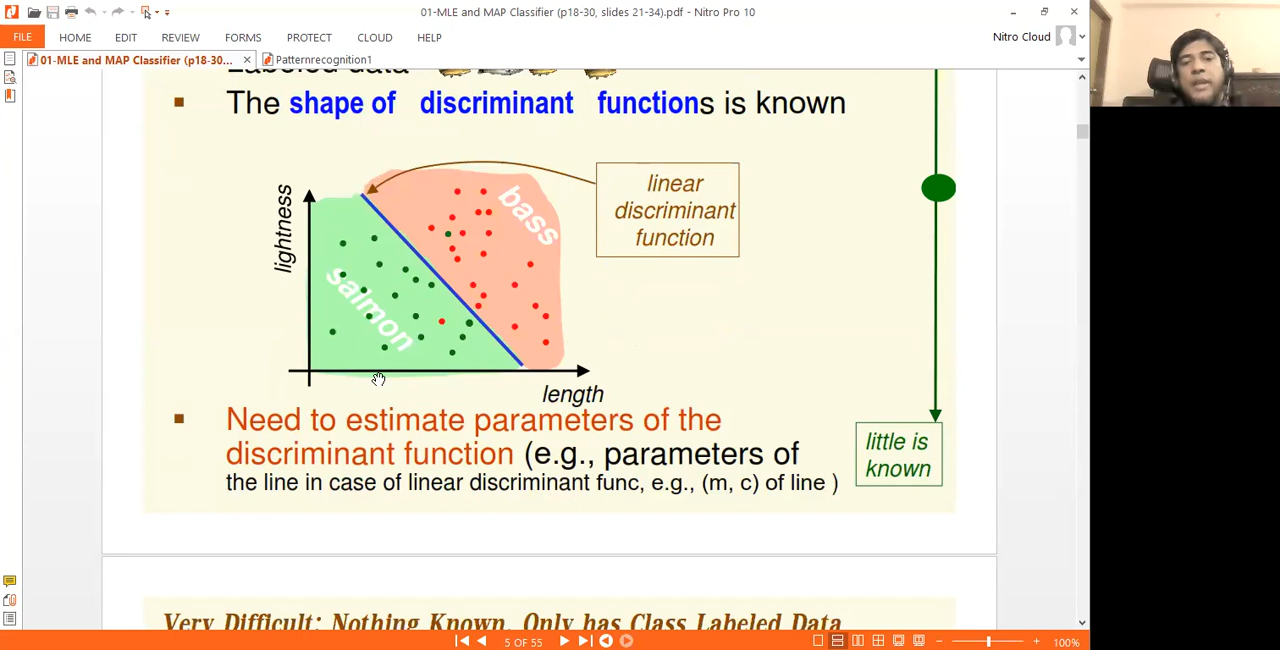 01-MLE and MAP Classifier (p18-30, slides 21-34).pdf - Nitro Pro 10
FILE HOME EDIT REVIEW FORMS PROTECT CLOUD HELP
Nitro Cloud
01-MLE and MAP Classifier (p18-30... × Patternrecognition1
Labeled data
▪ The shape of discriminant functions is known
lightness
salmon
bass
length
linear
discriminant
function
▪ Need to estimate parameters of the
discriminant function (e.g., parameters of
the line in case of linear discriminant func, e.g., (m, c) of line )
little is
known
Very Difficult: Nothing Known, Only has Class Labeled Data
5 OF 55
100%